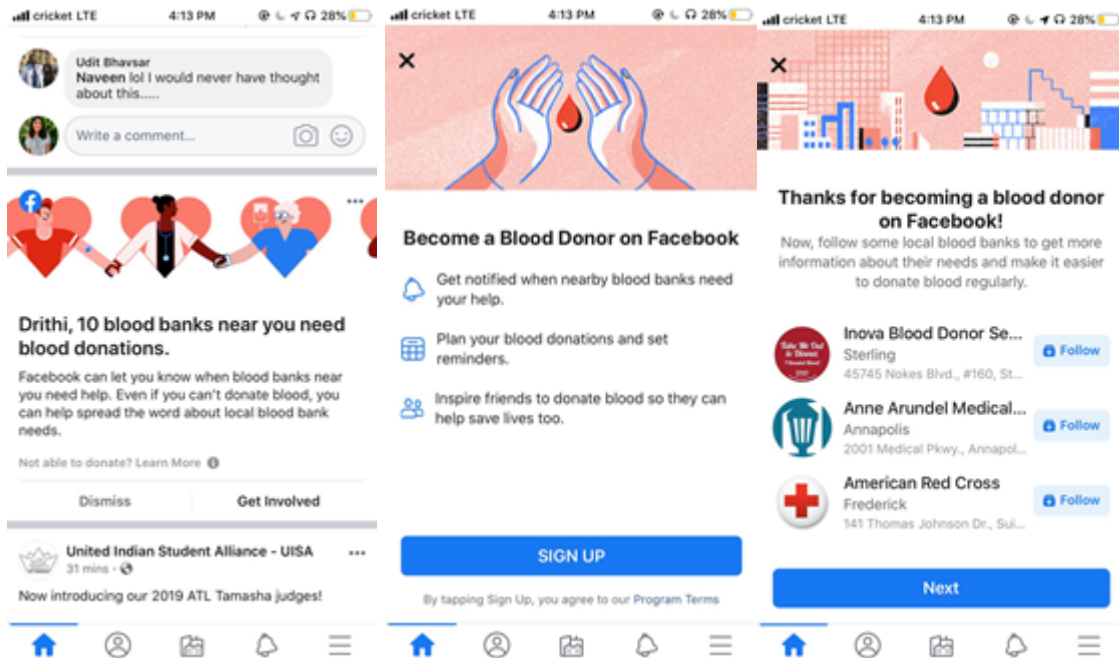 cricket LTE 4:13 PM 28%
Udit Bhavsar
Naveen lol I would never have thought
about this.....
Write a comment...
Drithi, 10 blood banks near you need
blood donations.
Facebook can let you know when blood banks near
you need help. Even if you can't donate blood, you
can help spread the word about local blood bank
needs.
Not able to donate? Learn More
Dismiss Get Involved
United Indian Student Alliance - UISA
31 mins
Now introducing our 2019 ATL Tamasha judges!
cricket LTE 4:13 PM 28%
Become a Blood Donor on Facebook
Get notified when nearby blood banks need
your help.
Plan your blood donations and set
reminders.
Inspire friends to donate blood so they can
help save lives too.
SIGN UP
By tapping Sign Up, you agree to our Program Terms
cricket LTE 4:13 PM 28%
Thanks for becoming a blood donor
on Facebook!
Now, follow some local blood banks to get more
information about their needs and make it easier
to donate blood regularly.
Inova Blood Donor Se...
Sterling
45745 Nokes Blvd., #160, St...
Follow
Anne Arundel Medical...
Annapolis
2001 Medical Pkwy., Annapol...
Follow
American Red Cross
Frederick
141 Thomas Johnson Dr., Sui...
Follow
Next